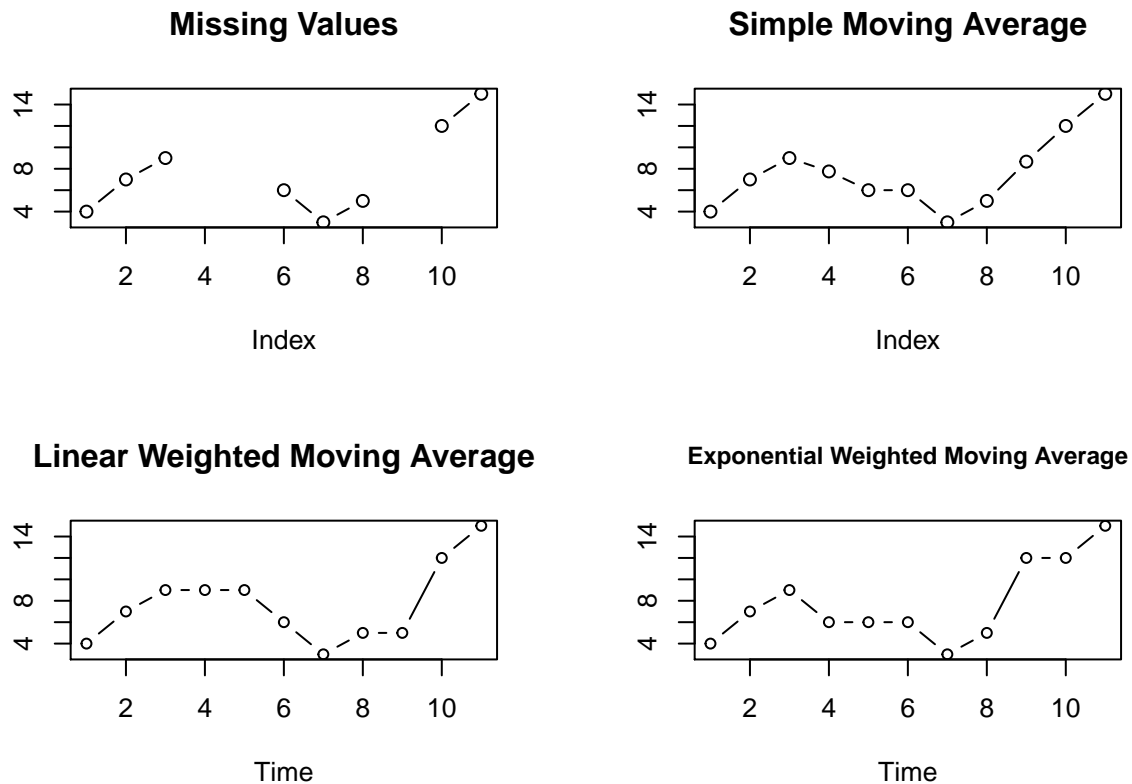 Missing Values
14
8
4
2 4 6 8 10
Index
Simple Moving Average
14
8
4
2 4 6 8 10
Index
Linear Weighted Moving Average
14
8
4
2 4 6 8 10
Time
Exponential Weighted Moving Average
14
8
4
2 4 6 8 10
Time